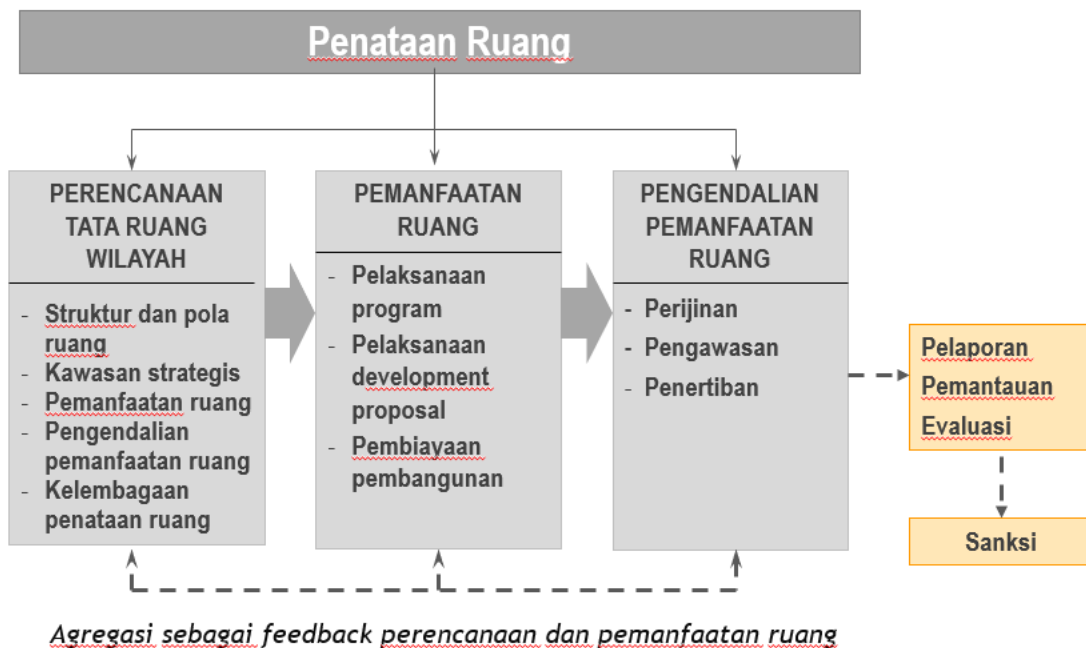 Penataan Ruang
PERENCANAAN
TATA RUANG
WILAYAH
- Struktur dan pola
ruang
- Kawasan strategis
- Pemanfaatan ruang
- Pengendalian
pemanfaatan ruang
- Kelembagaan
penataan ruang
PEMANFAATAN
RUANG
- Pelaksanaan
program
- Pelaksanaan
development
proposal
- Pembiayaan
pembangunan
PENGENDALIAN
PEMANFAATAN
RUANG
- Perijinan
- Pengawasan
- Penertiban
Pelaporan
Pemantauan
Evaluasi
Sanksi
Agregasi sebagai feedback perencanaan dan pemanfaatan ruang